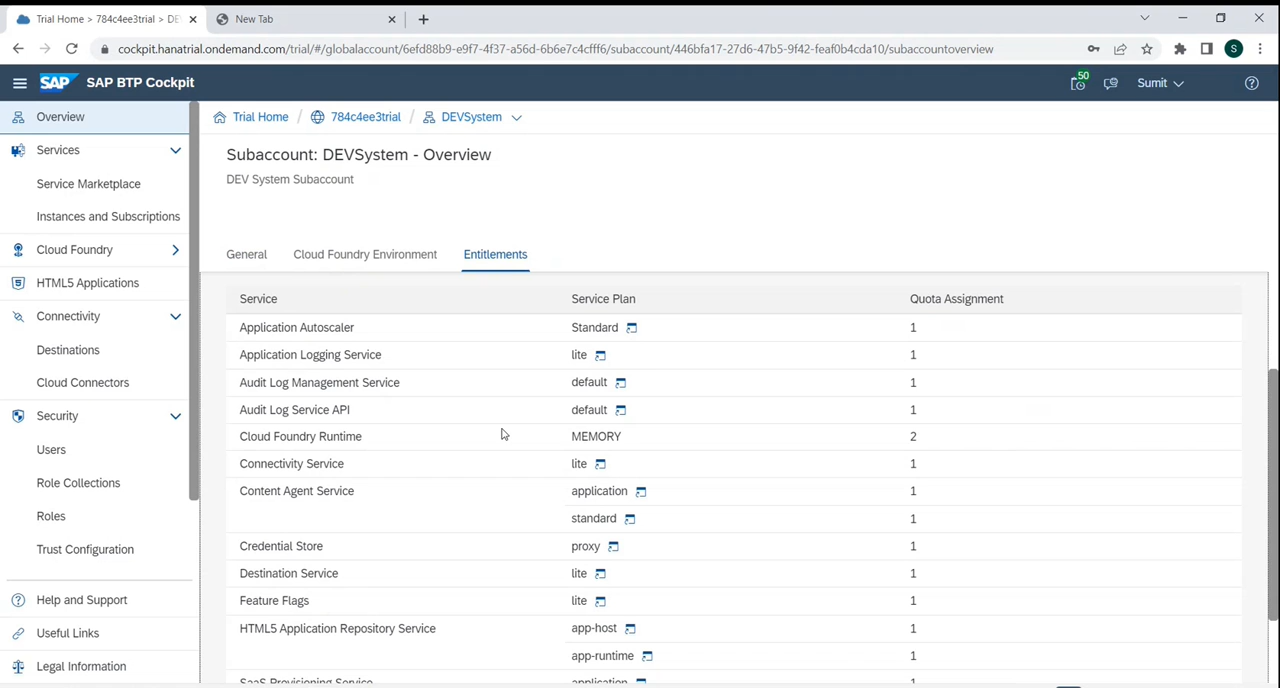 Trial Home > 784c4ee3trial > DE
New Tab
cockpit.hanatrial.ondemand.com/trial/#/globalaccount/6efd88b9-e9f7-4f37-a56d-6b6e7c4cfff6/subaccount/446bfa17-27d6-47b5-9f42-feaf0b4cda10/subaccountoverview
S
SAP SAP BTP Cockpit
50
Sumit
Overview
Services
Service Marketplace
Instances and Subscriptions
Cloud Foundry
HTML5 Applications
Connectivity
Destinations
Cloud Connectors
Security
Users
Role Collections
Roles
Trust Configuration
Help and Support
Useful Links
Legal Information
Trial Home / 784c4ee3trial / DEVSystem
Subaccount: DEVSystem - Overview
DEV System Subaccount
General Cloud Foundry Environment Entitlements
Service Service Plan Quota Assignment
Application Autoscaler Standard 1
Application Logging Service lite 1
Audit Log Management Service default 1
Audit Log Service API default 1
Cloud Foundry Runtime MEMORY 2
Connectivity Service lite 1
Content Agent Service application 1
standard 1
Credential Store proxy 1
Destination Service lite 1
Feature Flags lite 1
HTML5 Application Repository Service app-host 1
app-runtime 1
SaaS Provisioning Service application 1